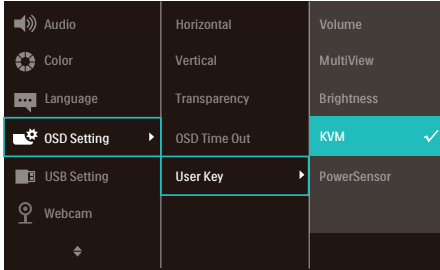 Audio
Color
Language
OSD Setting
USB Setting
Webcam
Horizontal
Vertical
Transparency
OSD Time Out
User Key
Volume
MultiView
Brightness
KVM
PowerSensor